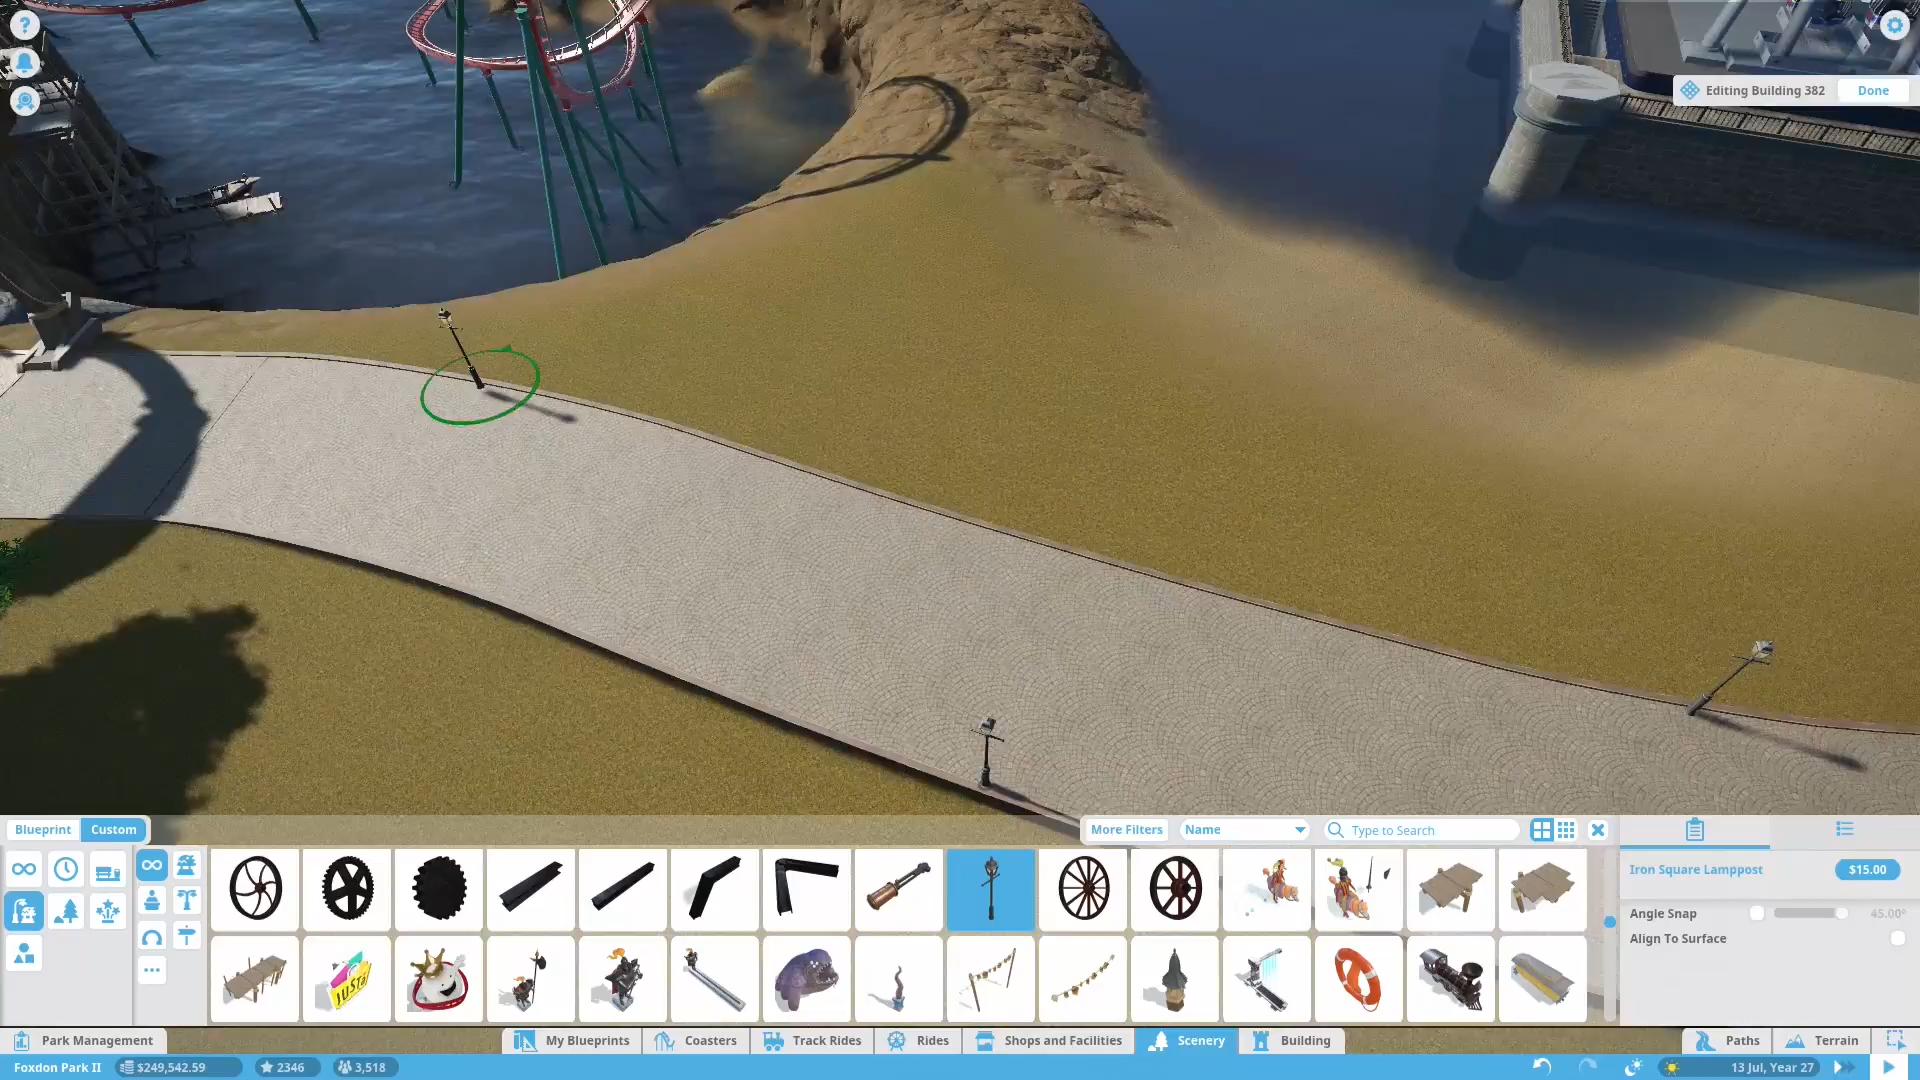 ?
Editing Building 382
Done
Blueprint
Custom
More Filters
Name
Type to Search
Iron Square Lamppost
$15.00
Angle Snap
45.00°
Align To Surface
Park Management
My Blueprints
Coasters
Track Rides
Rides
Shops and Facilities
Scenery
Building
Paths
Terrain
Foxdon Park II
$249,542.59
2346
3,518
13 Jul, Year 27